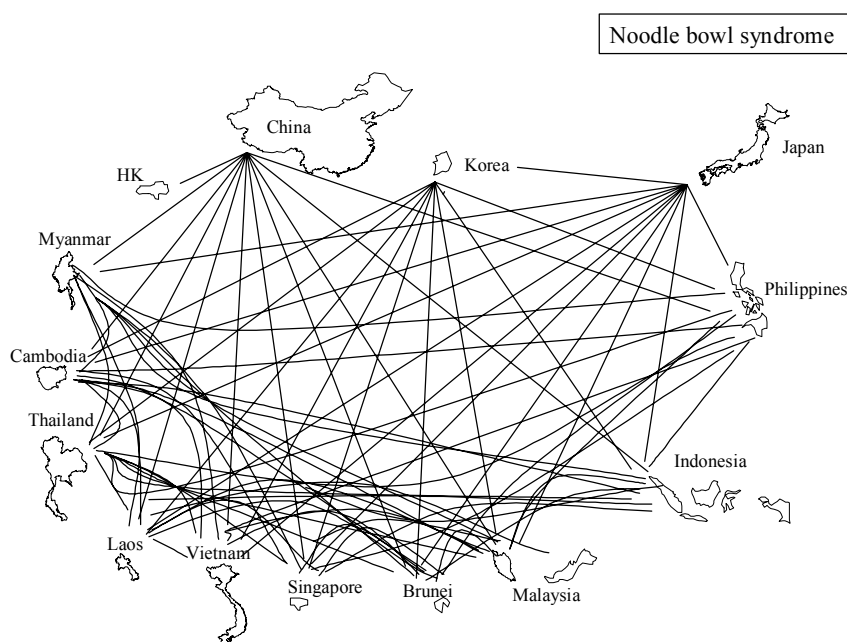 Noodle bowl syndrome
China
Japan
Korea
HK
Myanmar
Philippines
Cambodia
Thailand
Indonesia
Laos
Vietnam
Singapore
Brunei
Malaysia